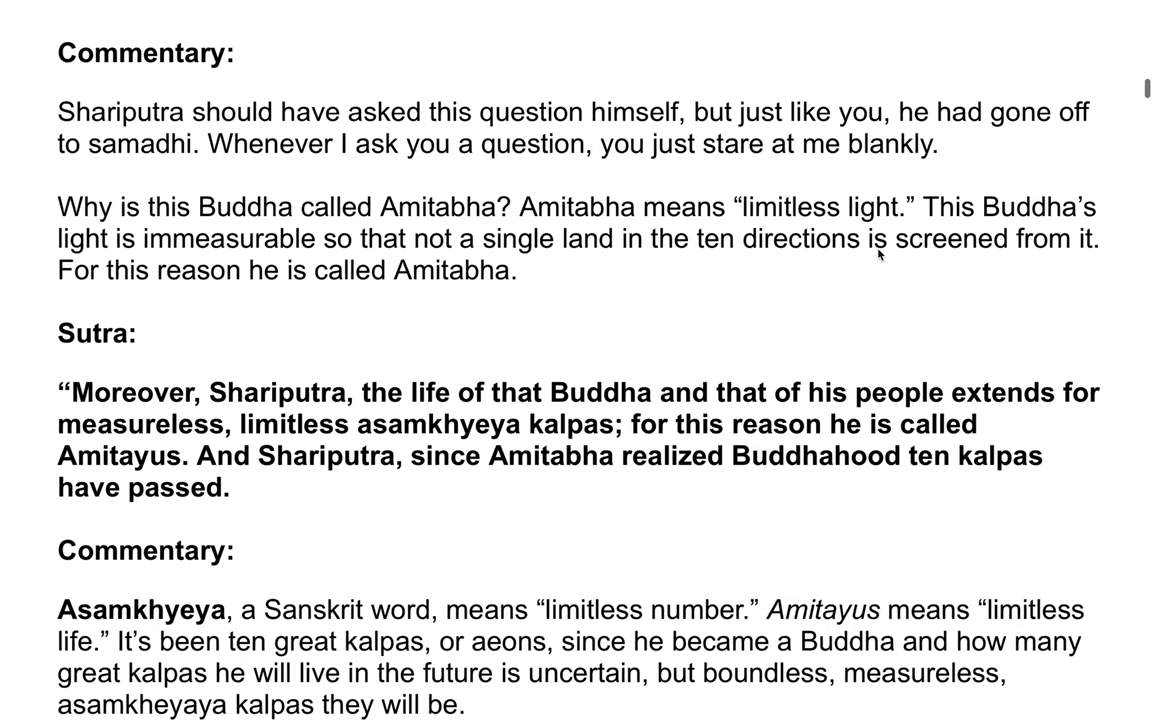 Commentary:
Shariputra should have asked this question himself, but just like you, he had gone off
to samadhi. Whenever I ask you a question, you just stare at me blankly.
Why is this Buddha called Amitabha? Amitabha means “limitless light.” This Buddha’s
light is immeasurable so that not a single land in the ten directions is screened from it.
For this reason he is called Amitabha.
Sutra:
“Moreover, Shariputra, the life of that Buddha and that of his people extends for
measureless, limitless asamkhyeya kalpas; for this reason he is called
Amitayus. And Shariputra, since Amitabha realized Buddhahood ten kalpas
have passed.
Commentary:
Asamkhyeya, a Sanskrit word, means “limitless number.” Amitayus means “limitless
life.” It’s been ten great kalpas, or aeons, since he became a Buddha and how many
great kalpas he will live in the future is uncertain, but boundless, measureless,
asamkheyaya kalpas they will be.